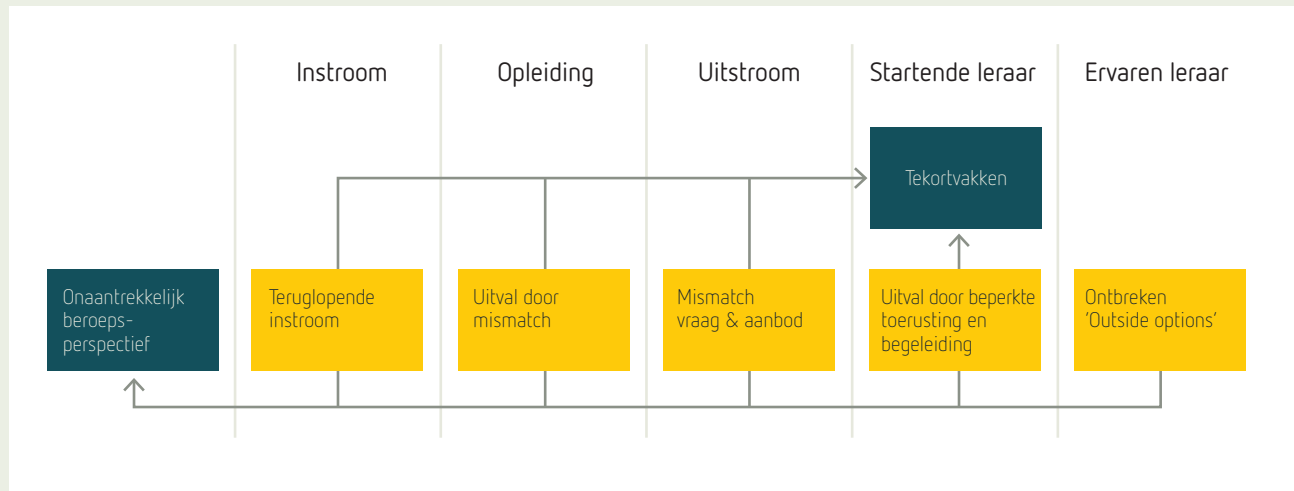 Instroom
Opleiding
Uitstroom
Startende leraar
Ervaren leraar
Tekortvakken
Onaantrekkelijk
beroeps-
perspectief
Teruglopende
instroom
Uitval door
mismatch
Mismatch
vraag & aanbod
Uitval door beperkte
toerusting en
begeleiding
Ontbreken
‘Outside options’